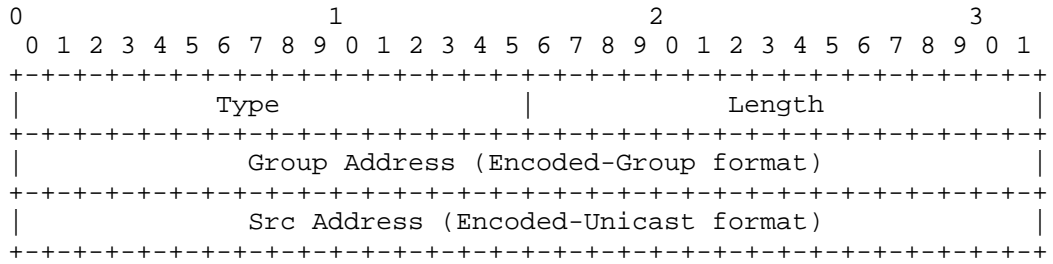 0                   1                   2                   3
 0 1 2 3 4 5 6 7 8 9 0 1 2 3 4 5 6 7 8 9 0 1 2 3 4 5 6 7 8 9 0 1
+-+-+-+-+-+-+-+-+-+-+-+-+-+-+-+-+-+-+-+-+-+-+-+-+-+-+-+-+-+-+-+-+
|            Type               |            Length             |
+-+-+-+-+-+-+-+-+-+-+-+-+-+-+-+-+-+-+-+-+-+-+-+-+-+-+-+-+-+-+-+-+
|              Group Address (Encoded-Group format)             |
+-+-+-+-+-+-+-+-+-+-+-+-+-+-+-+-+-+-+-+-+-+-+-+-+-+-+-+-+-+-+-+-+
|              Src Address (Encoded-Unicast format)             |
+-+-+-+-+-+-+-+-+-+-+-+-+-+-+-+-+-+-+-+-+-+-+-+-+-+-+-+-+-+-+-+-+